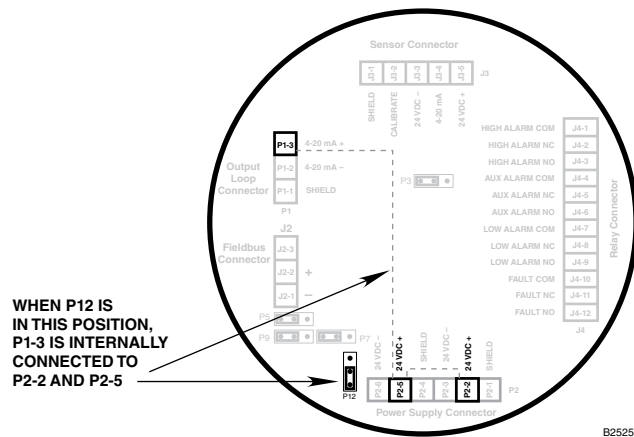 Sensor Connector
J3-1
J3-2
J3-3
J3-4
J3-5
J3
SHIELD
CALIBRATE
24 VDC –
4-20 mA
24 VDC +
P1-3
4-20 mA +
P1-2
4-20 mA –
P1-1
SHIELD
P1
Output
Loop
Connector
P3
HIGH ALARM COM
J4-1
HIGH ALARM NC
J4-2
HIGH ALARM NO
J4-3
AUX ALARM COM
J4-4
AUX ALARM NC
J4-5
AUX ALARM NO
J4-6
LOW ALARM COM
J4-7
LOW ALARM NC
J4-8
LOW ALARM NO
J4-9
FAULT COM
J4-10
FAULT NC
J4-11
FAULT NO
J4-12
J4
Relay Connector
J2
Fieldbus
Connector
J2-3
J2-2
+
J2-1
–
P5
P9
P7
WHEN P12 IS
IN THIS POSITION,
P1-3 IS INTERNALLY
CONNECTED TO
P2-2 AND P2-5
P12
24 VDC –
24 VDC +
SHIELD
24 VDC –
24 VDC +
SHIELD
P2-6
P2-5
P2-4
P2-3
P2-2
P2-1
P2
Power Supply Connector
B2525